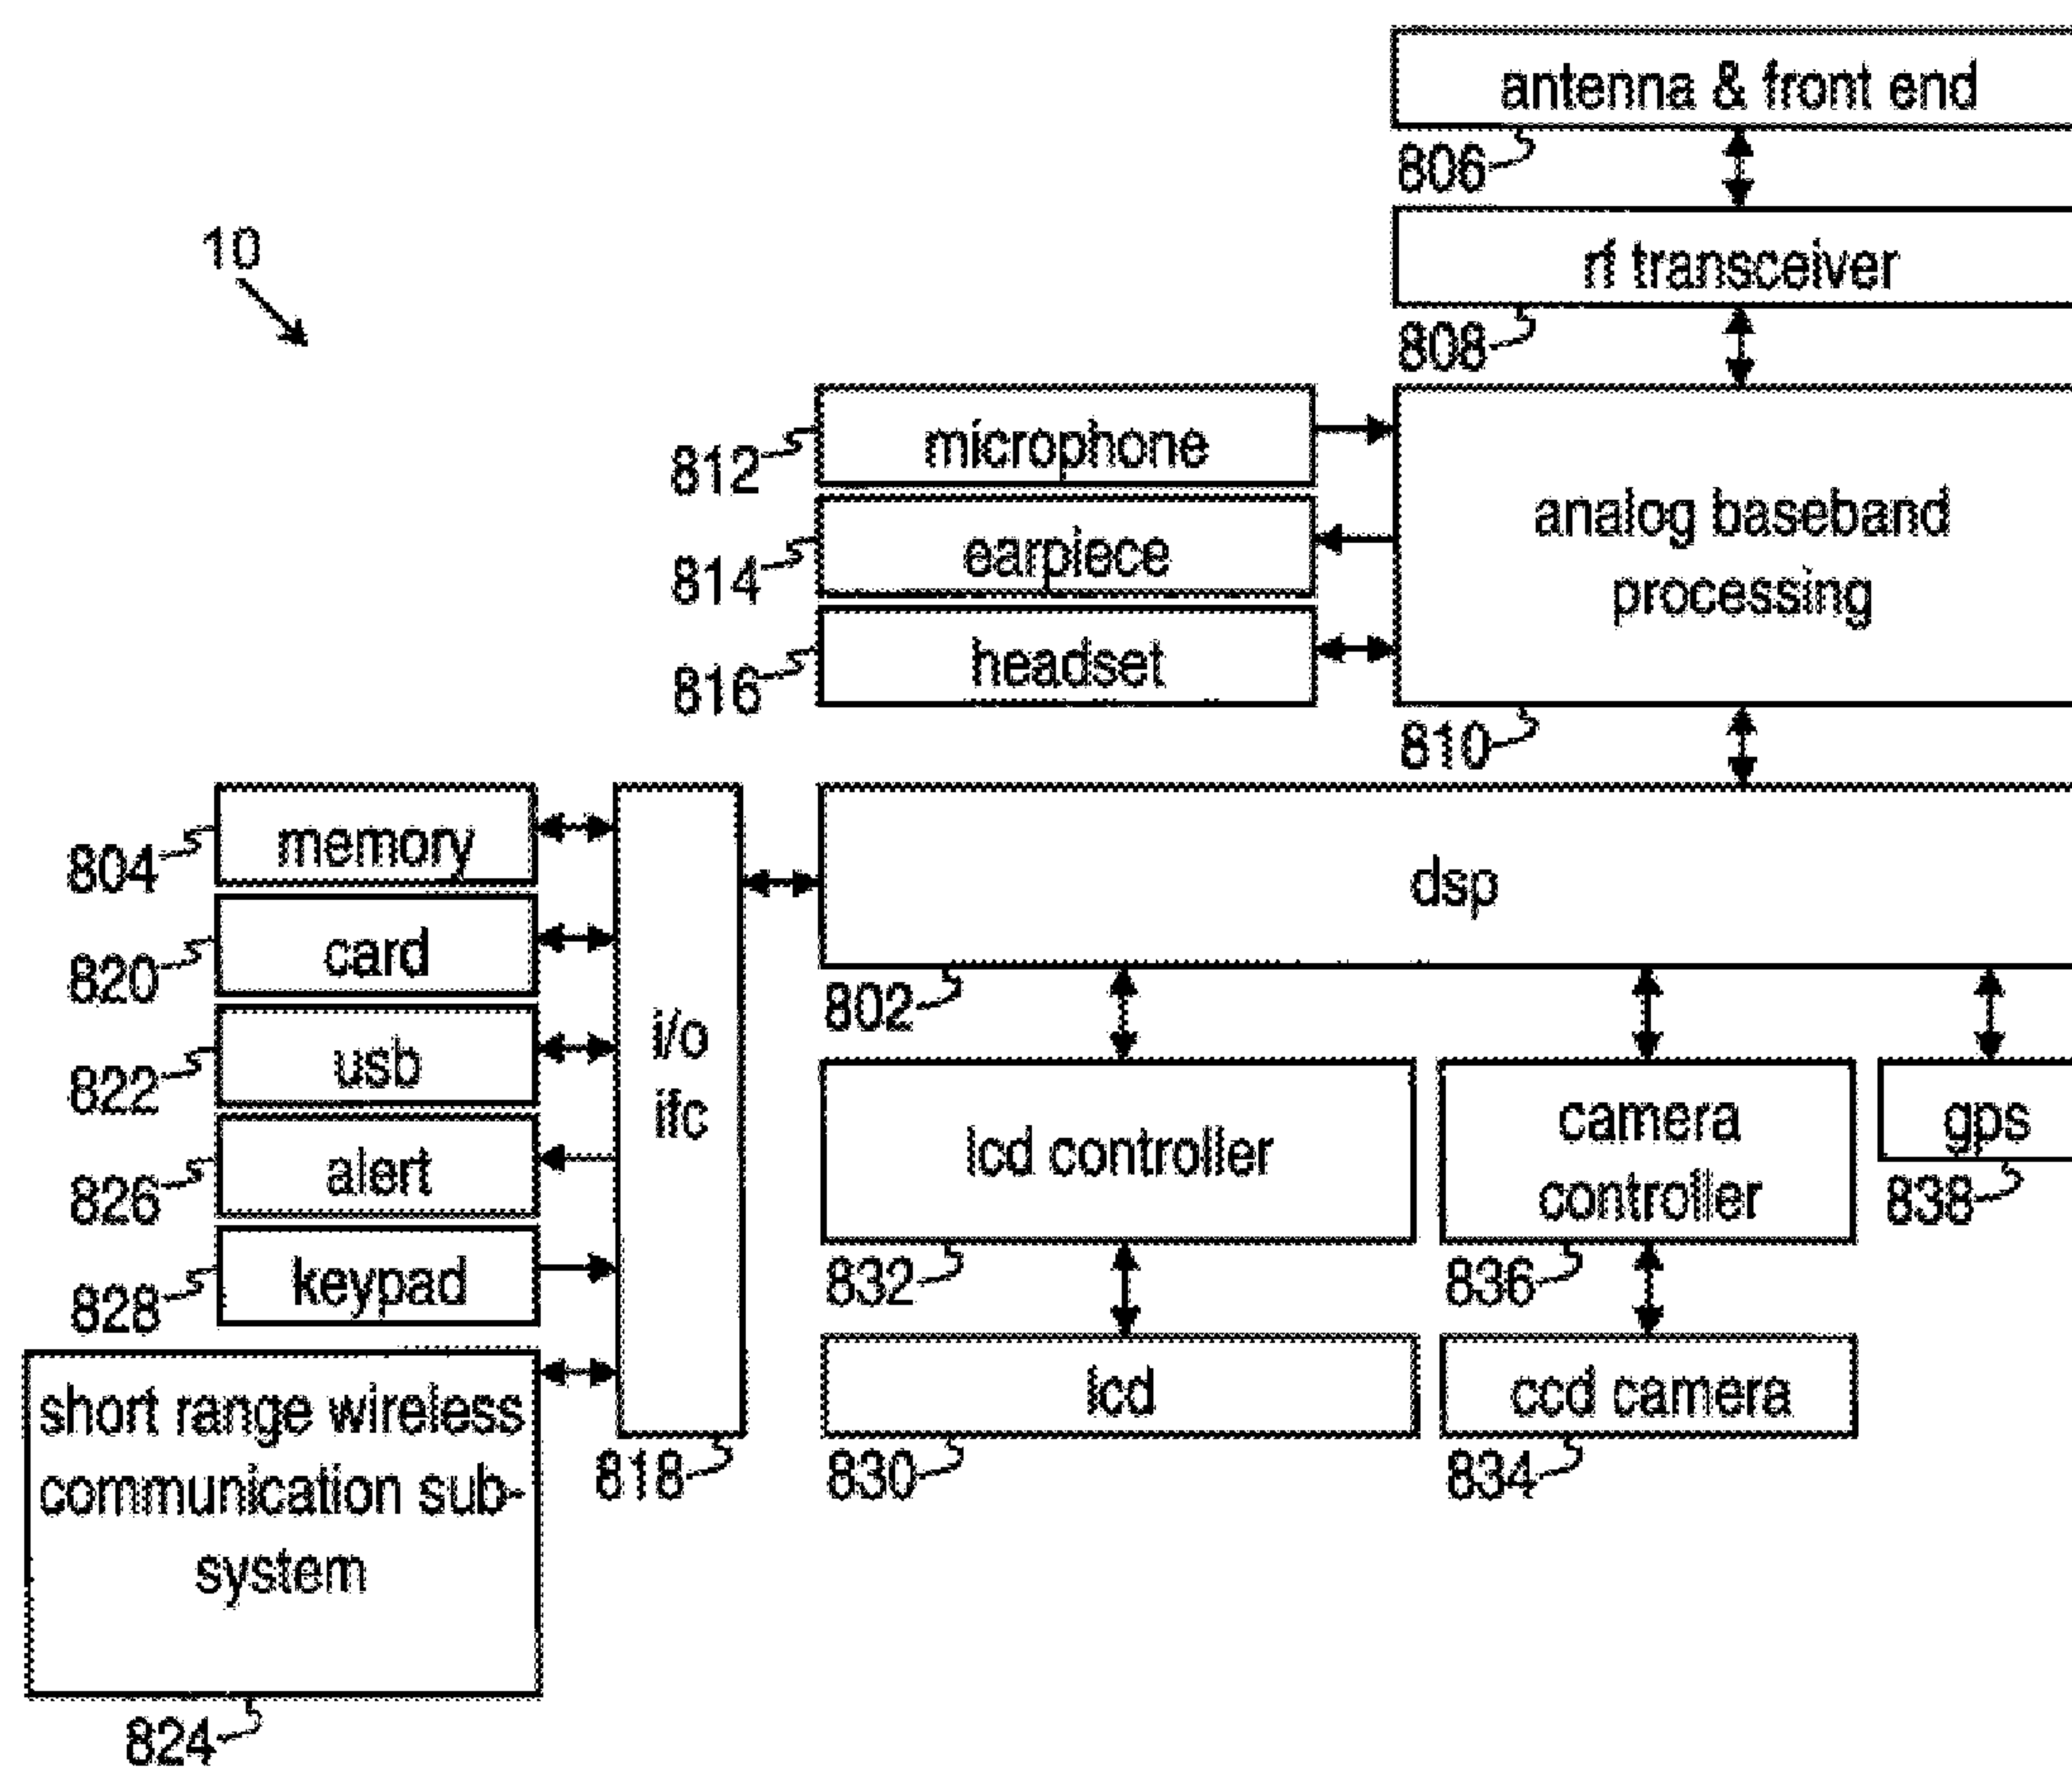 antenna & front end
806
10
rf transceiver
808
microphone
812
earpiece
814
headset
816
analog baseband
processing
810
memory
804
card
820
usb
822
alert
826
keypad
828
short range wireless
communication sub-
system
824
i/o
ifc
818
dsp
802
lcd controller
832
camera
controller
836
gps
838
lcd
830
ccd camera
834